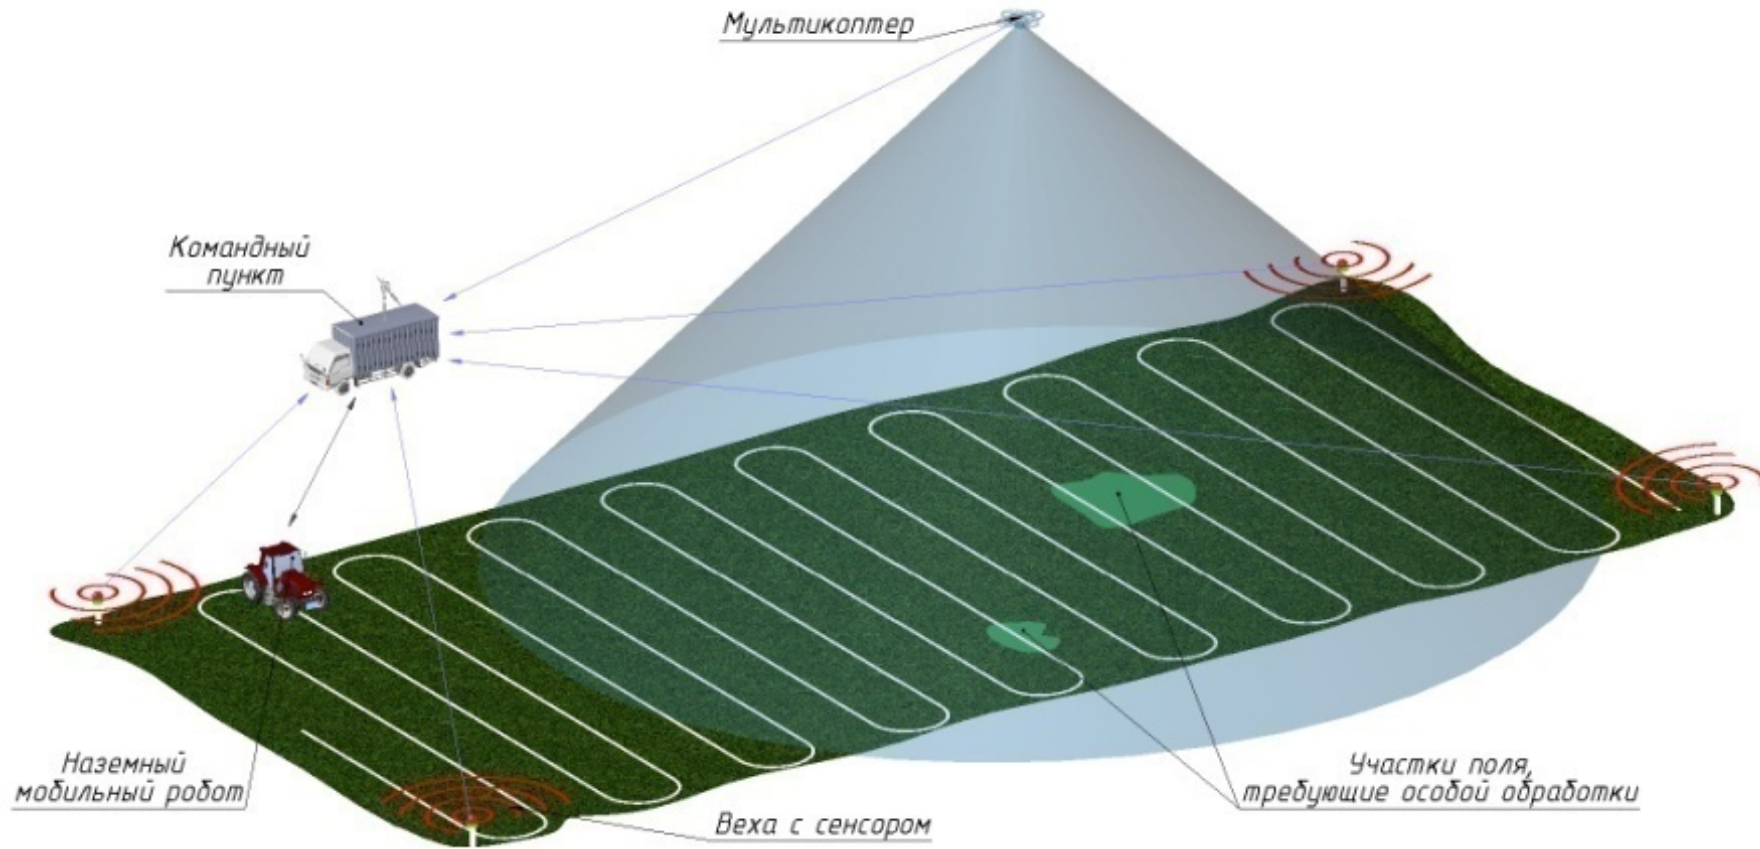 Мультикоптер
Командный
пункт
Наземный
мобильный робот
Веха с сенсором
Участки поля,
требующие особой обработки